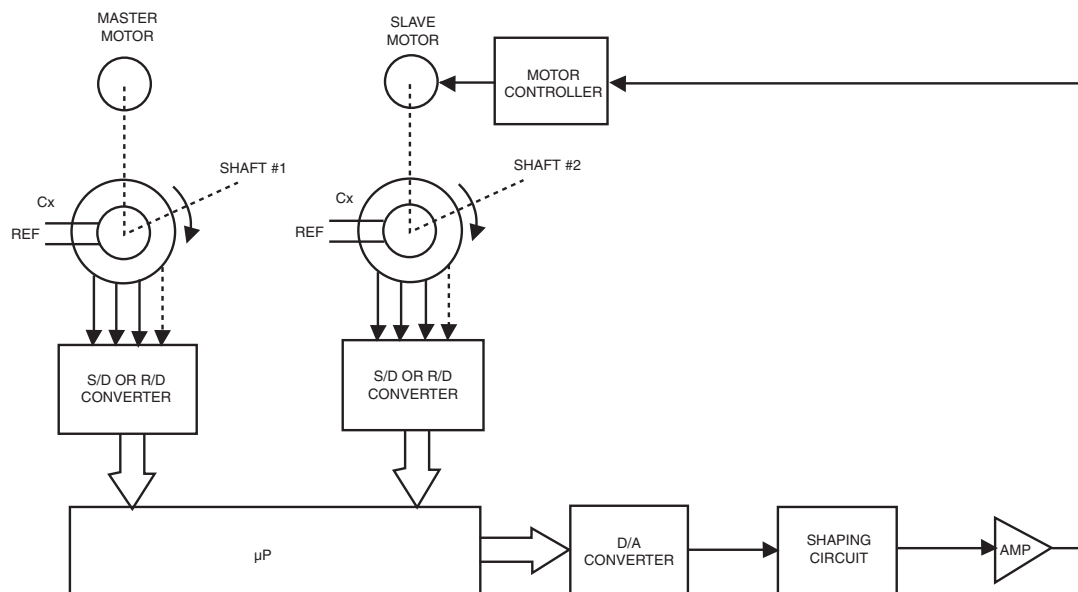 MASTER
MOTOR
SLAVE
MOTOR
MOTOR
CONTROLLER
SHAFT #1
SHAFT #2
Cx
REF
Cx
REF
S/D OR R/D
CONVERTER
S/D OR R/D
CONVERTER
µP
D/A
CONVERTER
SHAPING
CIRCUIT
AMP